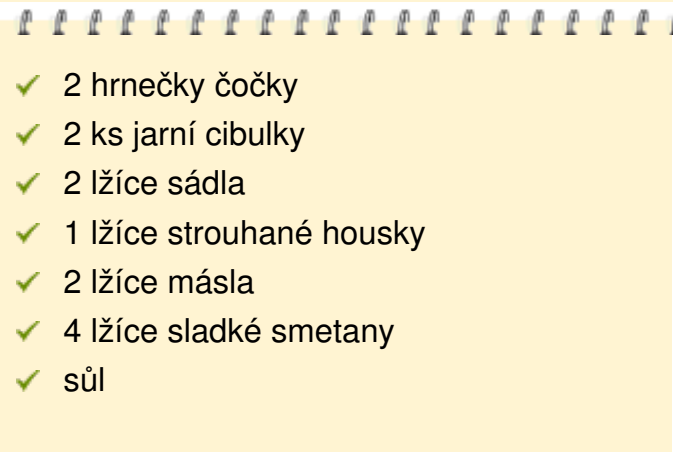 2 hrnečky čočky
2 ks jarní cibulky
2 lžíce sádla
1 lžíce strouhané housky
2 lžíce másla
4 lžíce sladké smetany
sůl